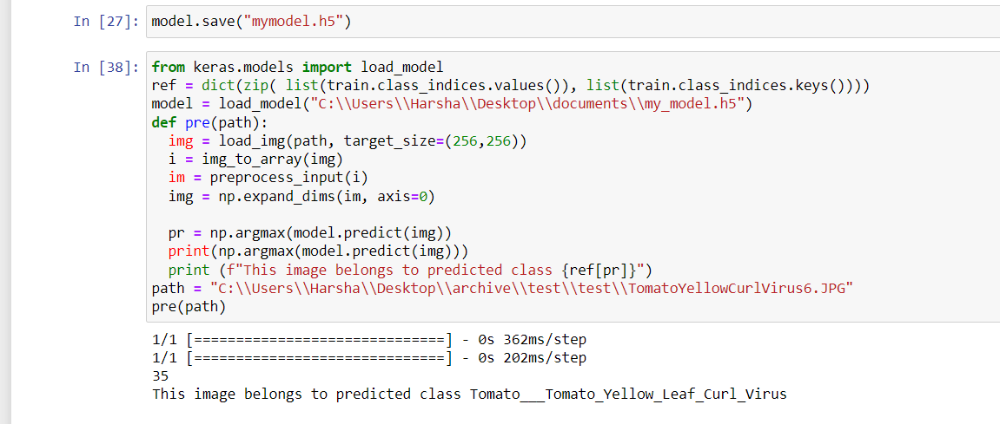 In [27]: model.save("mymodel.h5")
In [38]: from keras.models import load_model
ref = dict(zip( list(train.class_indices.values()), list(train.class_indices.keys())))
model = load_model("C:\\Users\\Harsha\\Desktop\\documents\\my_model.h5")
def pre(path):
  img = load_img(path, target_size=(256,256))
  i = img_to_array(img)
  im = preprocess_input(i)
  img = np.expand_dims(im, axis=0)
  pr = np.argmax(model.predict(img))
  print(np.argmax(model.predict(img)))
  print (f"This image belongs to predicted class {ref[pr]}")
path = "C:\\Users\\Harsha\\Desktop\\archive\\test\\test\\TomatoYellowCurlVirus6.JPG"
pre(path)
1/1 [==============================] - 0s 362ms/step
1/1 [==============================] - 0s 202ms/step
35
This image belongs to predicted class Tomato___Tomato_Yellow_Leaf_Curl_Virus